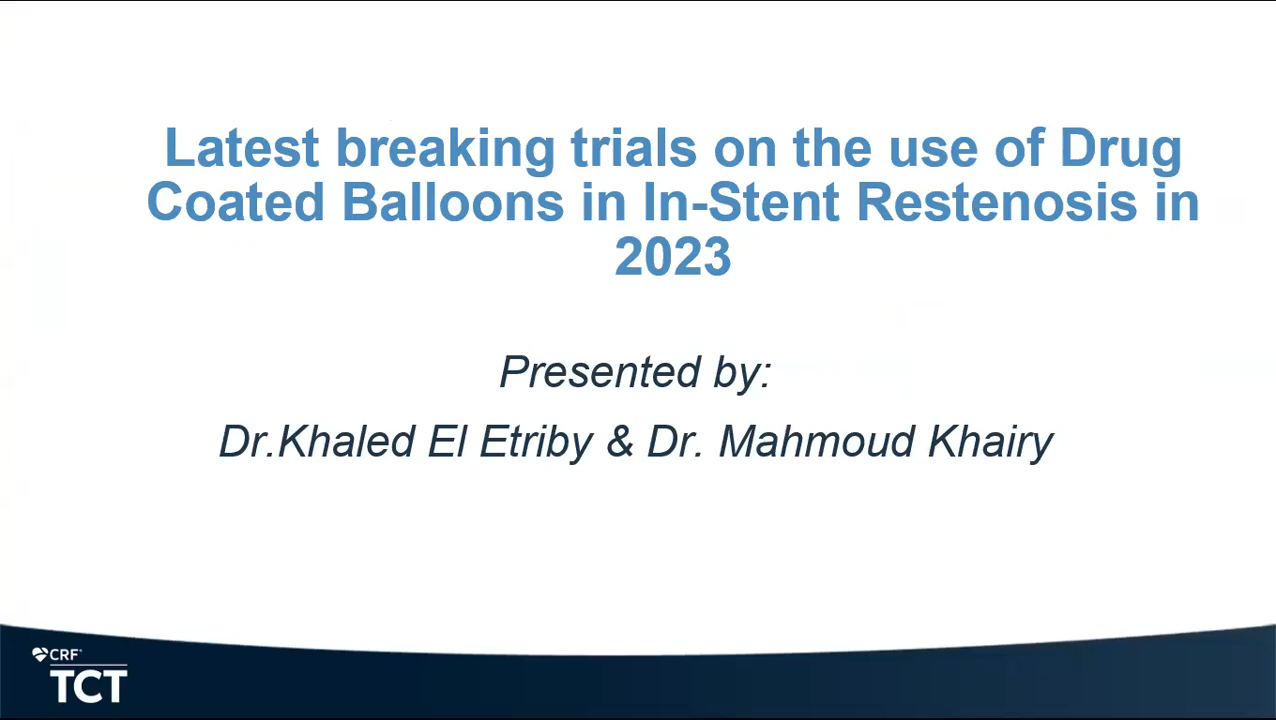 Latest breaking trials on the use of Drug
Coated Balloons in In-Stent Restenosis in
2023
Presented by:
Dr.Khaled El Etriby & Dr. Mahmoud Khairy
CRF
TCT